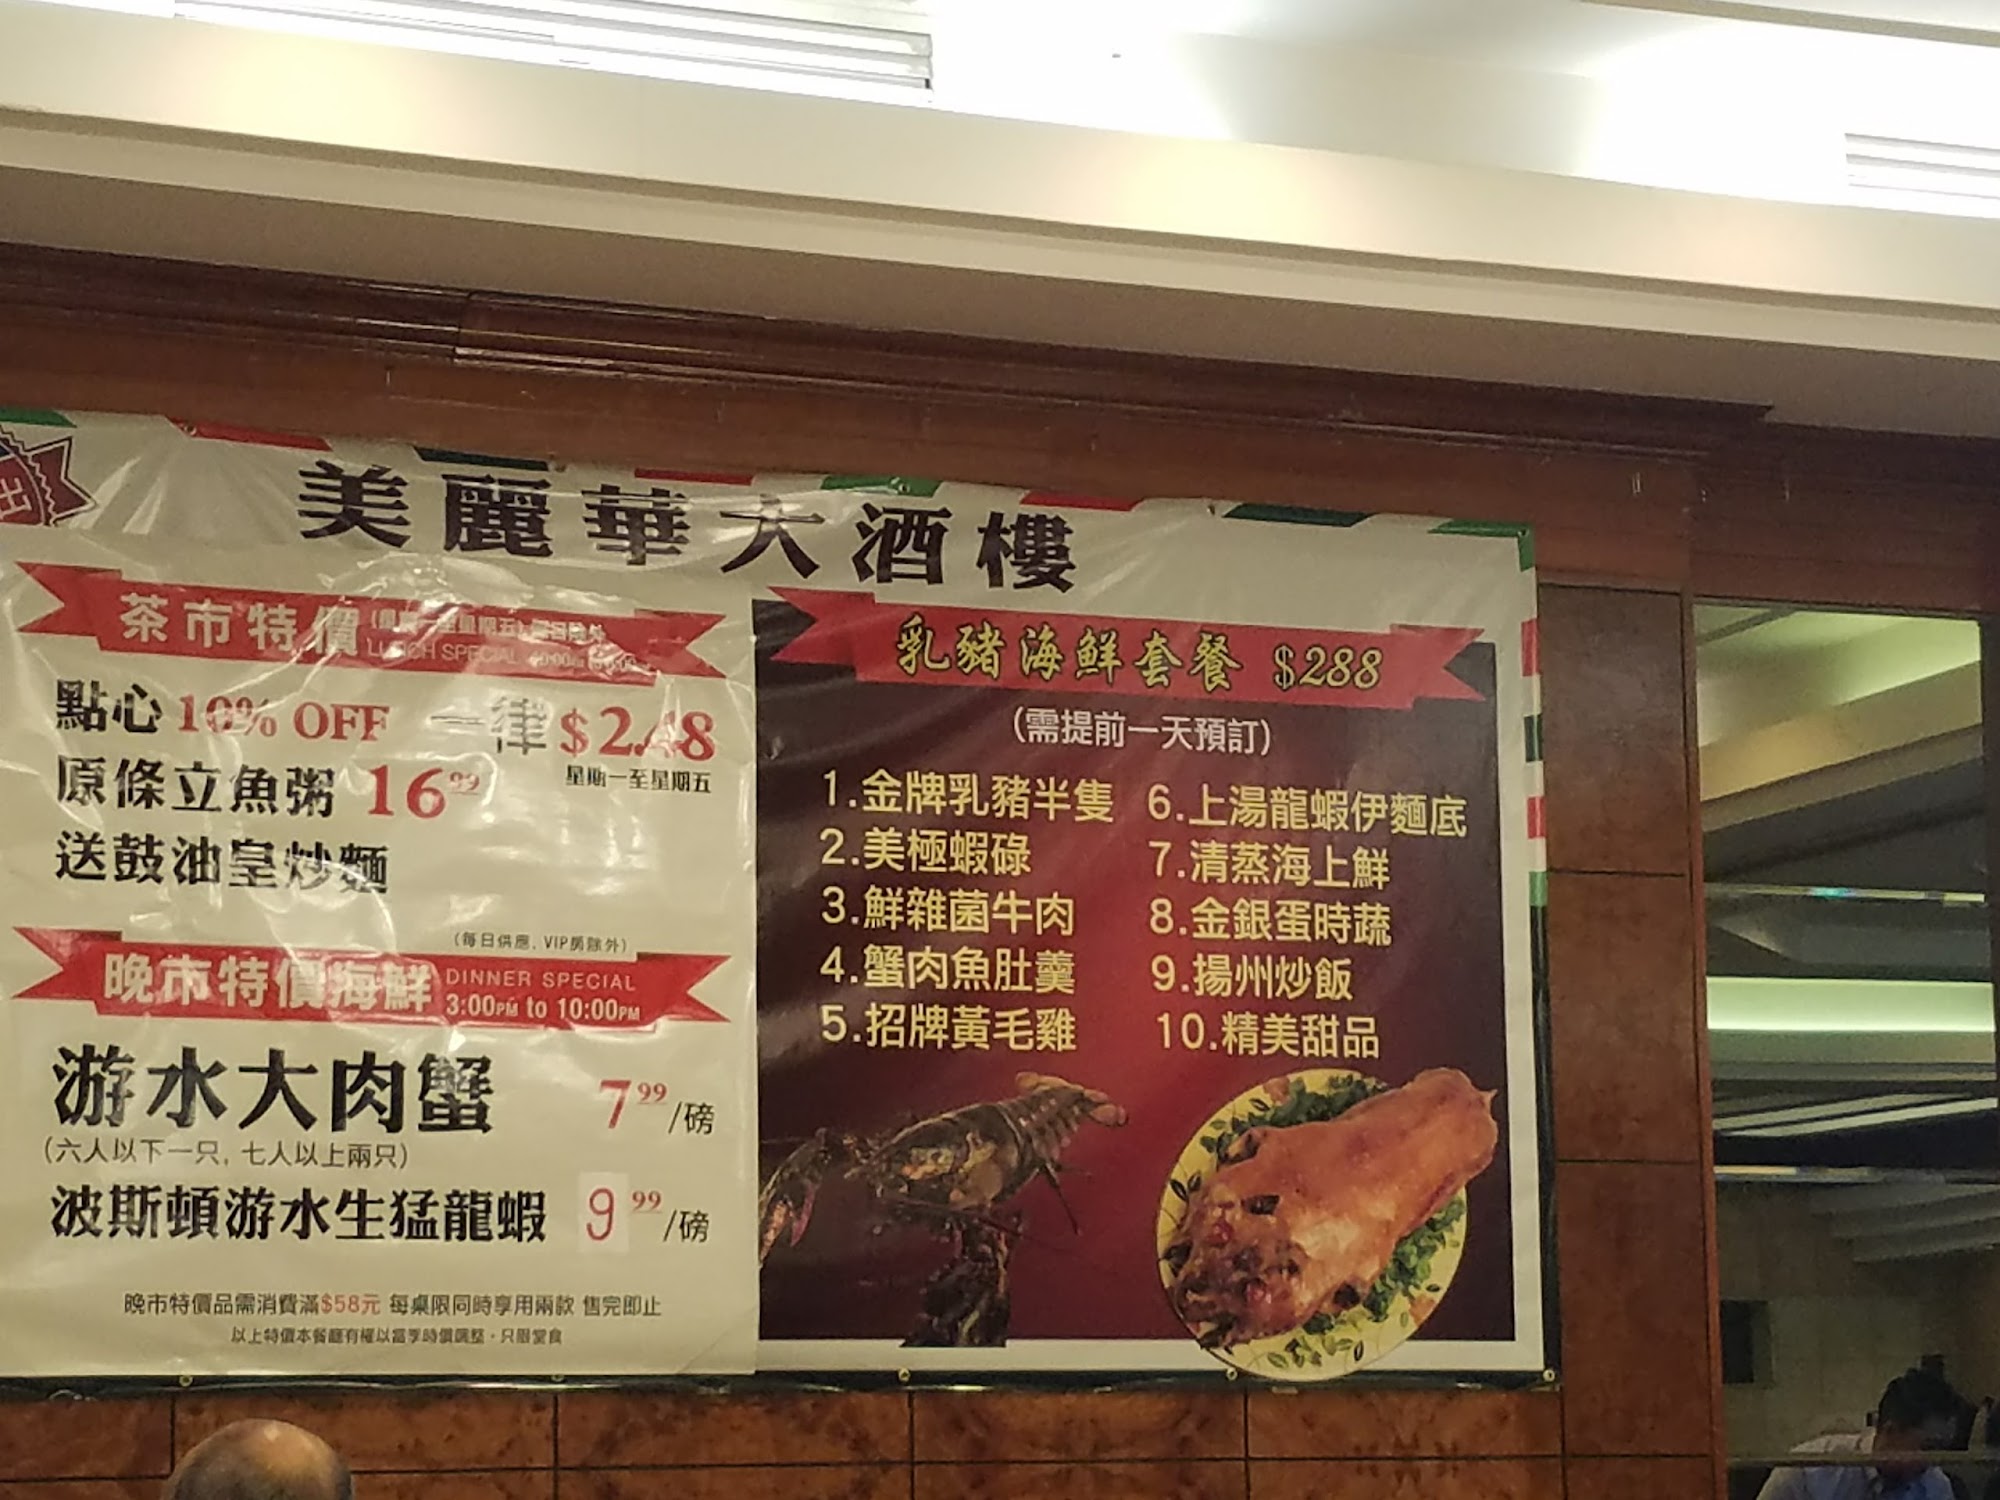 出
美麗華大酒樓
茶市特價
(星期一至星期五)
LUNCH SPECIAL
點心 10% OFF 一律 $2.48
星期一至星期五
原條立魚粥 16.99
送鼓油皇炒麵
(每日供應, VIP房除外)
晚市特價海鮮 DINNER SPECIAL
3:00PM to 10:00PM
游水大肉蟹 7.99/磅
(六人以下一只, 七人以上兩只)
波斯頓游水生猛龍蝦 9.99/磅
晚市特價品需消費滿$58元 每桌限同時享用兩款 售完即止
以上特價本餐廳有權以當季時價調整。只限堂食
乳豬海鮮套餐 $288
(需提前一天預訂)
1.金牌乳豬半隻
2.美極蝦碌
3.鮮雜菌牛肉
4.蟹肉魚肚羹
5.招牌黃毛雞
6.上湯龍蝦伊麵底
7.清蒸海上鮮
8.金銀蛋時蔬
9.揚州炒飯
10.精美甜品